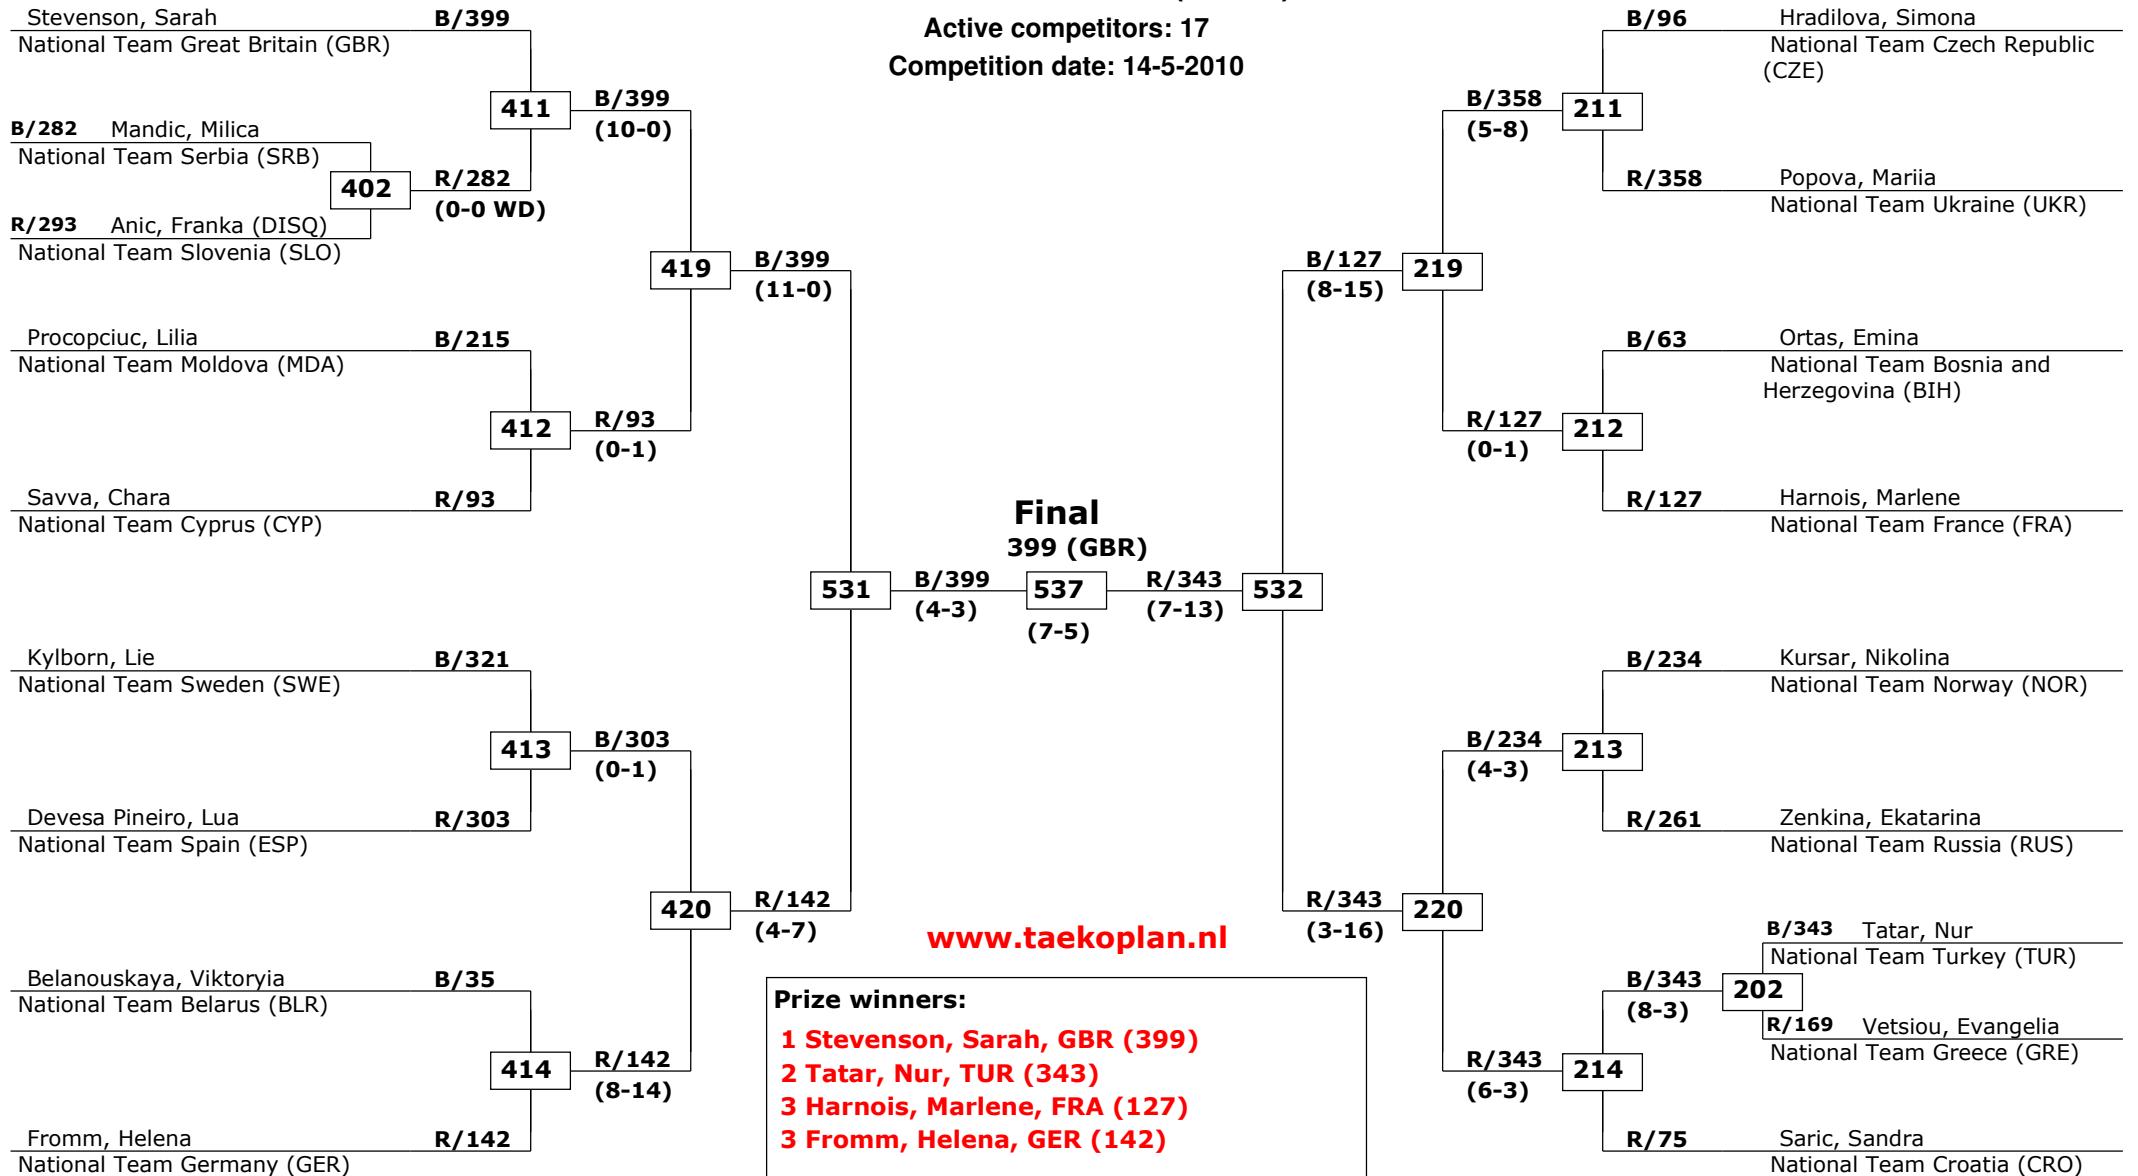 Active competitors: 17
Competition date: 14-5-2010
Stevenson, Sarah B/399
National Team Great Britain (GBR)
411
B/399
(10-0)
B/282 Mandic, Milica
National Team Serbia (SRB)
402
R/282
(0-0 WD)
R/293 Anic, Franka (DISQ)
National Team Slovenia (SLO)
419
B/399
(11-0)
Procopciuc, Lilia B/215
National Team Moldova (MDA)
412
R/93
(0-1)
Savva, Chara R/93
National Team Cyprus (CYP)
531
B/399
(4-3)
Kylborn, Lie B/321
National Team Sweden (SWE)
413
B/303
(0-1)
Devesa Pineiro, Lua R/303
National Team Spain (ESP)
420
R/142
(4-7)
Belanouskaya, Viktoryia B/35
National Team Belarus (BLR)
414
R/142
(8-14)
Fromm, Helena R/142
National Team Germany (GER)
Final
399 (GBR)
537
(7-5)
B/96 Hradilova, Simona
National Team Czech Republic
(CZE)
B/358
(5-8)
211
R/358 Popova, Mariia
National Team Ukraine (UKR)
B/127
(8-15)
219
B/63 Ortas, Emina
National Team Bosnia and
Herzegovina (BIH)
R/127
(0-1)
212
R/127 Harnois, Marlene
National Team France (FRA)
R/343
(7-13)
532
B/234 Kursar, Nikolina
National Team Norway (NOR)
B/234
(4-3)
213
R/261 Zenkina, Ekatarina
National Team Russia (RUS)
R/343
(3-16)
220
B/343 Tatar, Nur
National Team Turkey (TUR)
B/343
(8-3)
202
R/169 Vetsiou, Evangelia
National Team Greece (GRE)
R/343
(6-3)
214
R/75 Saric, Sandra
National Team Croatia (CRO)
www.taekoplan.nl
Prize winners:
1 Stevenson, Sarah, GBR (399)
2 Tatar, Nur, TUR (343)
3 Harnois, Marlene, FRA (127)
3 Fromm, Helena, GER (142)